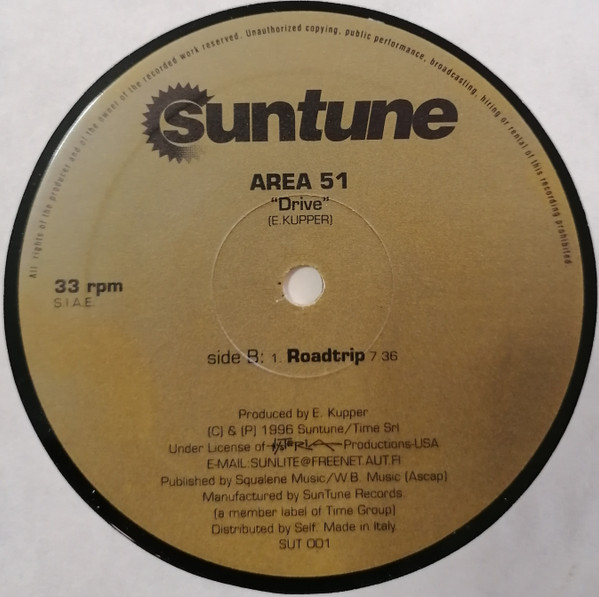 All rights of the producer and of the owner of the recorded work reserved. Unauthorized copying, public performance, broadcasting, hiring or rental of this recording prohibited
suntune
AREA 51
"Drive"
(E.KUPPER)
33 rpm
S.I.A.E.
side B: 1. Roadtrip 7'36
Produced by E. Kupper
(C) & (P) 1996 Suntune/Time Srl
Under License of HysteRIA Productions-USA
E-MAIL:SUNLITE@FREENET.AUT.FI
Published by Squalene Music/W.B. Music (Ascap)
Manufactured by SunTune Records
(a member label of Time Group)
Distributed by Self. Made in Italy
SUT 001